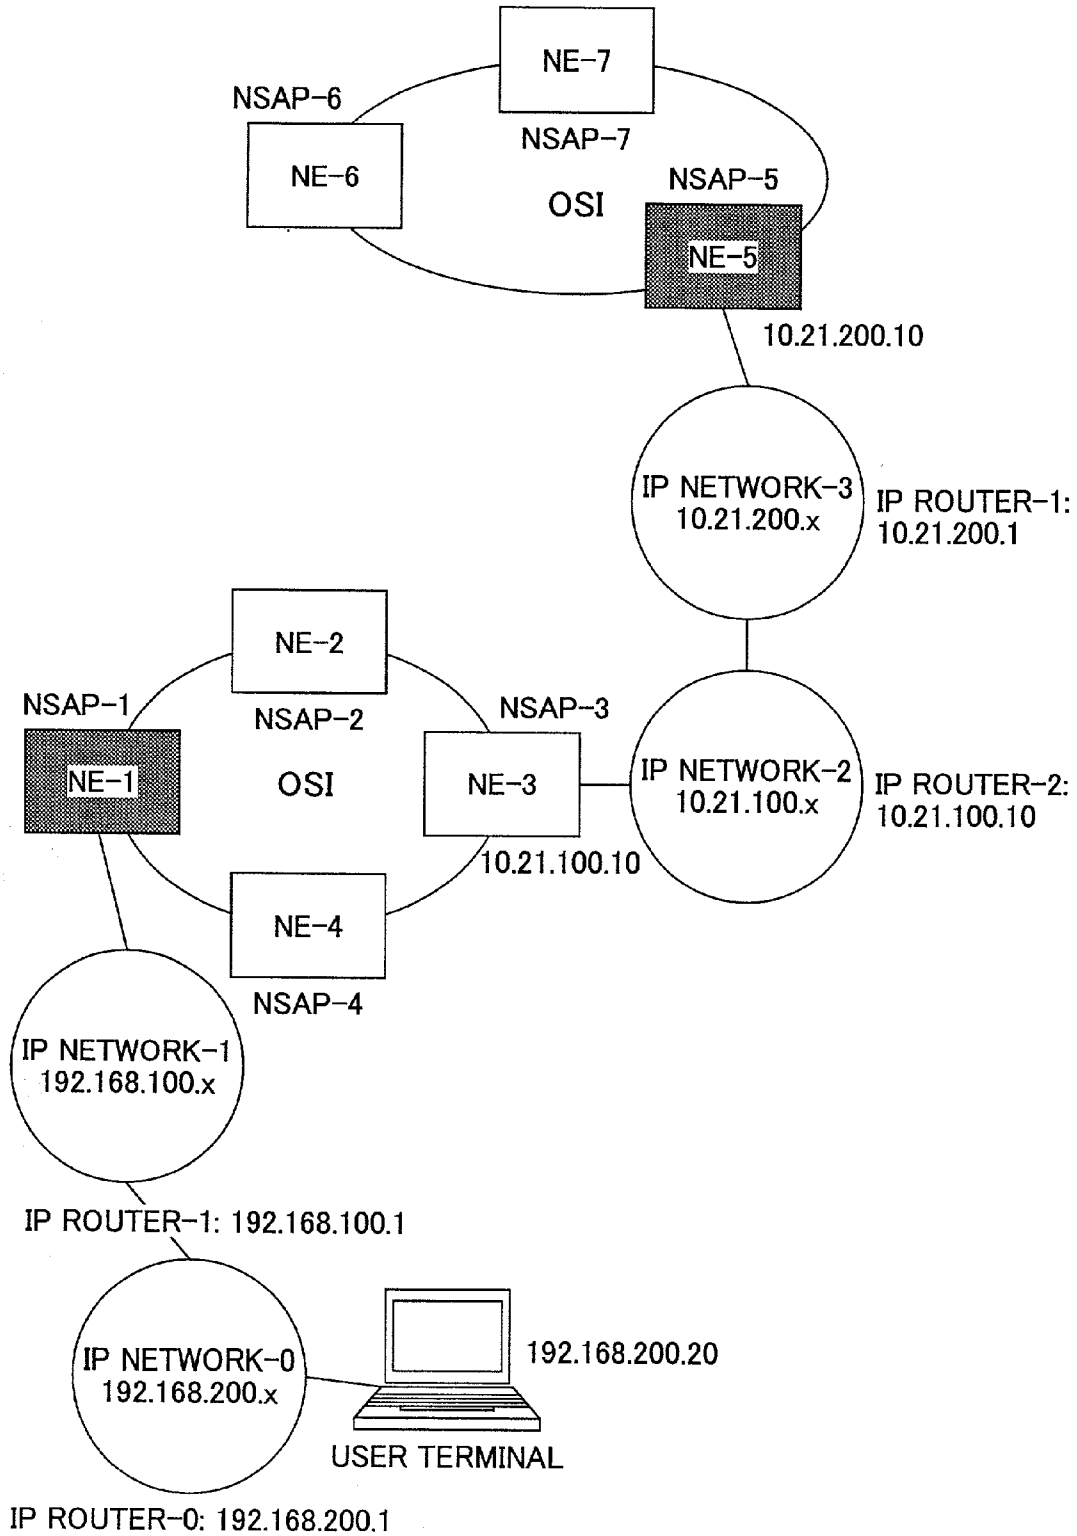 NE-7
NSAP-6
NSAP-7
NE-6
NSAP-5
OSI
NE-5
10.21.200.10
IP NETWORK-3
10.21.200.x
IP ROUTER-1:
10.21.200.1
NE-2
NSAP-1
NSAP-2
NSAP-3
NE-1
OSI
NE-3
IP NETWORK-2
10.21.100.x
IP ROUTER-2:
10.21.100.10
10.21.100.10
NE-4
NSAP-4
IP NETWORK-1
192.168.100.x
IP ROUTER-1: 192.168.100.1
IP NETWORK-0
192.168.200.x
192.168.200.20
USER TERMINAL
IP ROUTER-0: 192.168.200.1